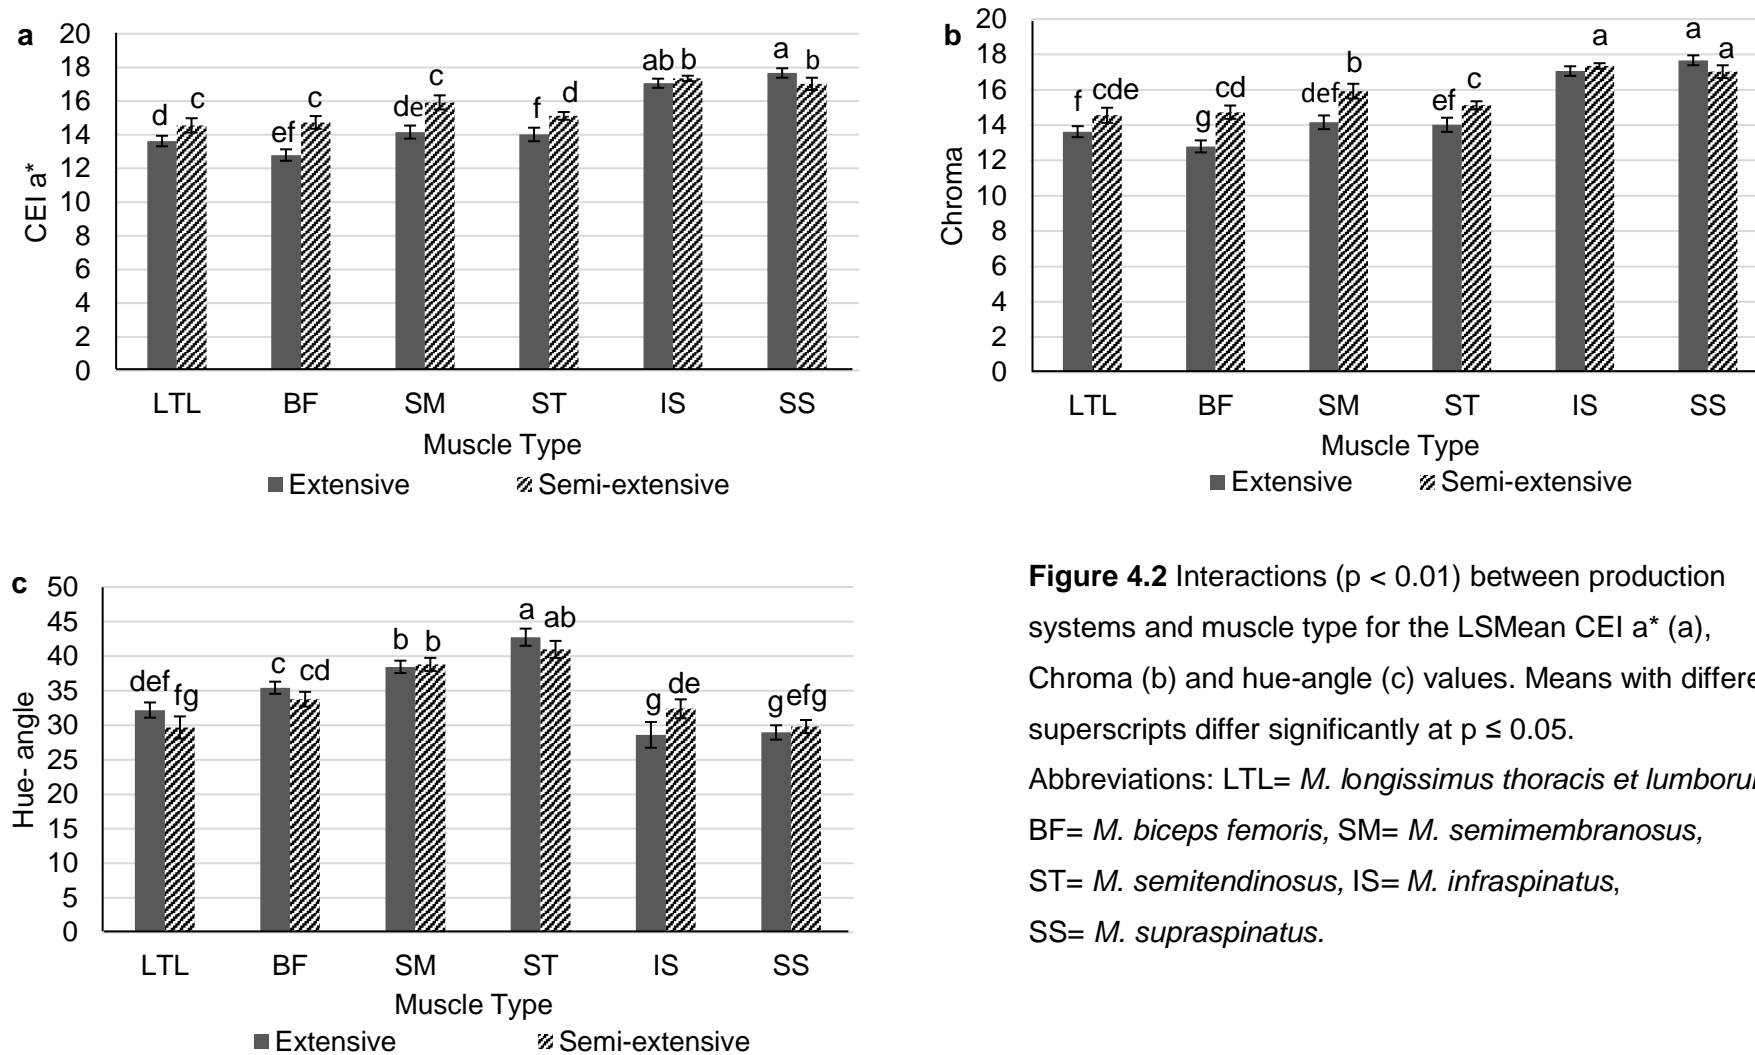 a
20
18
16
14
12
10
8
6
4
2
0
CEI a*
d c ef c de c f d ab b a b
LTL BF SM ST IS SS
Muscle Type
Extensive Semi-extensive
b
20
18
16
14
12
10
8
6
4
2
0
Chroma
f cde g cd def b ef c a a a
LTL BF SM ST IS SS
Muscle Type
Extensive Semi-extensive
c
50
45
40
35
30
25
20
15
10
5
0
Hue- angle
def fg c cd b b a ab g de g efg
LTL BF SM ST IS SS
Muscle Type
Extensive Semi-extensive
Figure 4.2 Interactions (p < 0.01) between production
systems and muscle type for the LSMean CEI a* (a),
Chroma (b) and hue-angle (c) values. Means with differe
superscripts differ significantly at p ≤ 0.05.
Abbreviations: LTL= M. longissimus thoracis et lumboru
BF= M. biceps femoris, SM= M. semimembranosus,
ST= M. semitendinosus, IS= M. infraspinatus,
SS= M. supraspinatus.